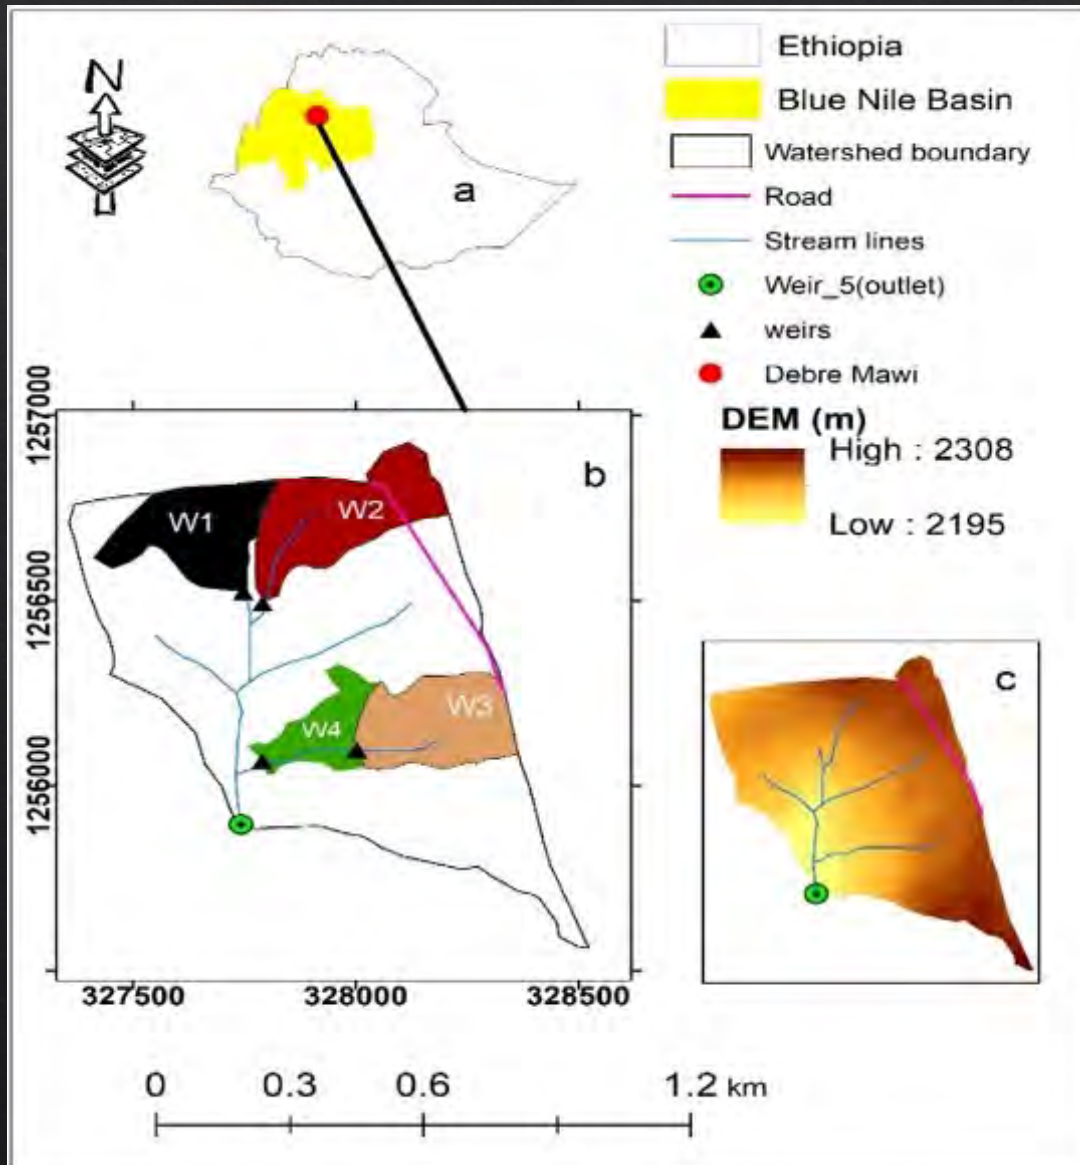 N
a
Ethiopia
Blue Nile Basin
Watershed boundary
Road
Stream lines
Weir_5(outlet)
weirs
Debre Mawi
DEM (m)
High : 2308
Low : 2195
b
W1
W2
W3
W4
1257000
1256500
1256000
327500
328000
328500
c
0
0.3
0.6
1.2 km